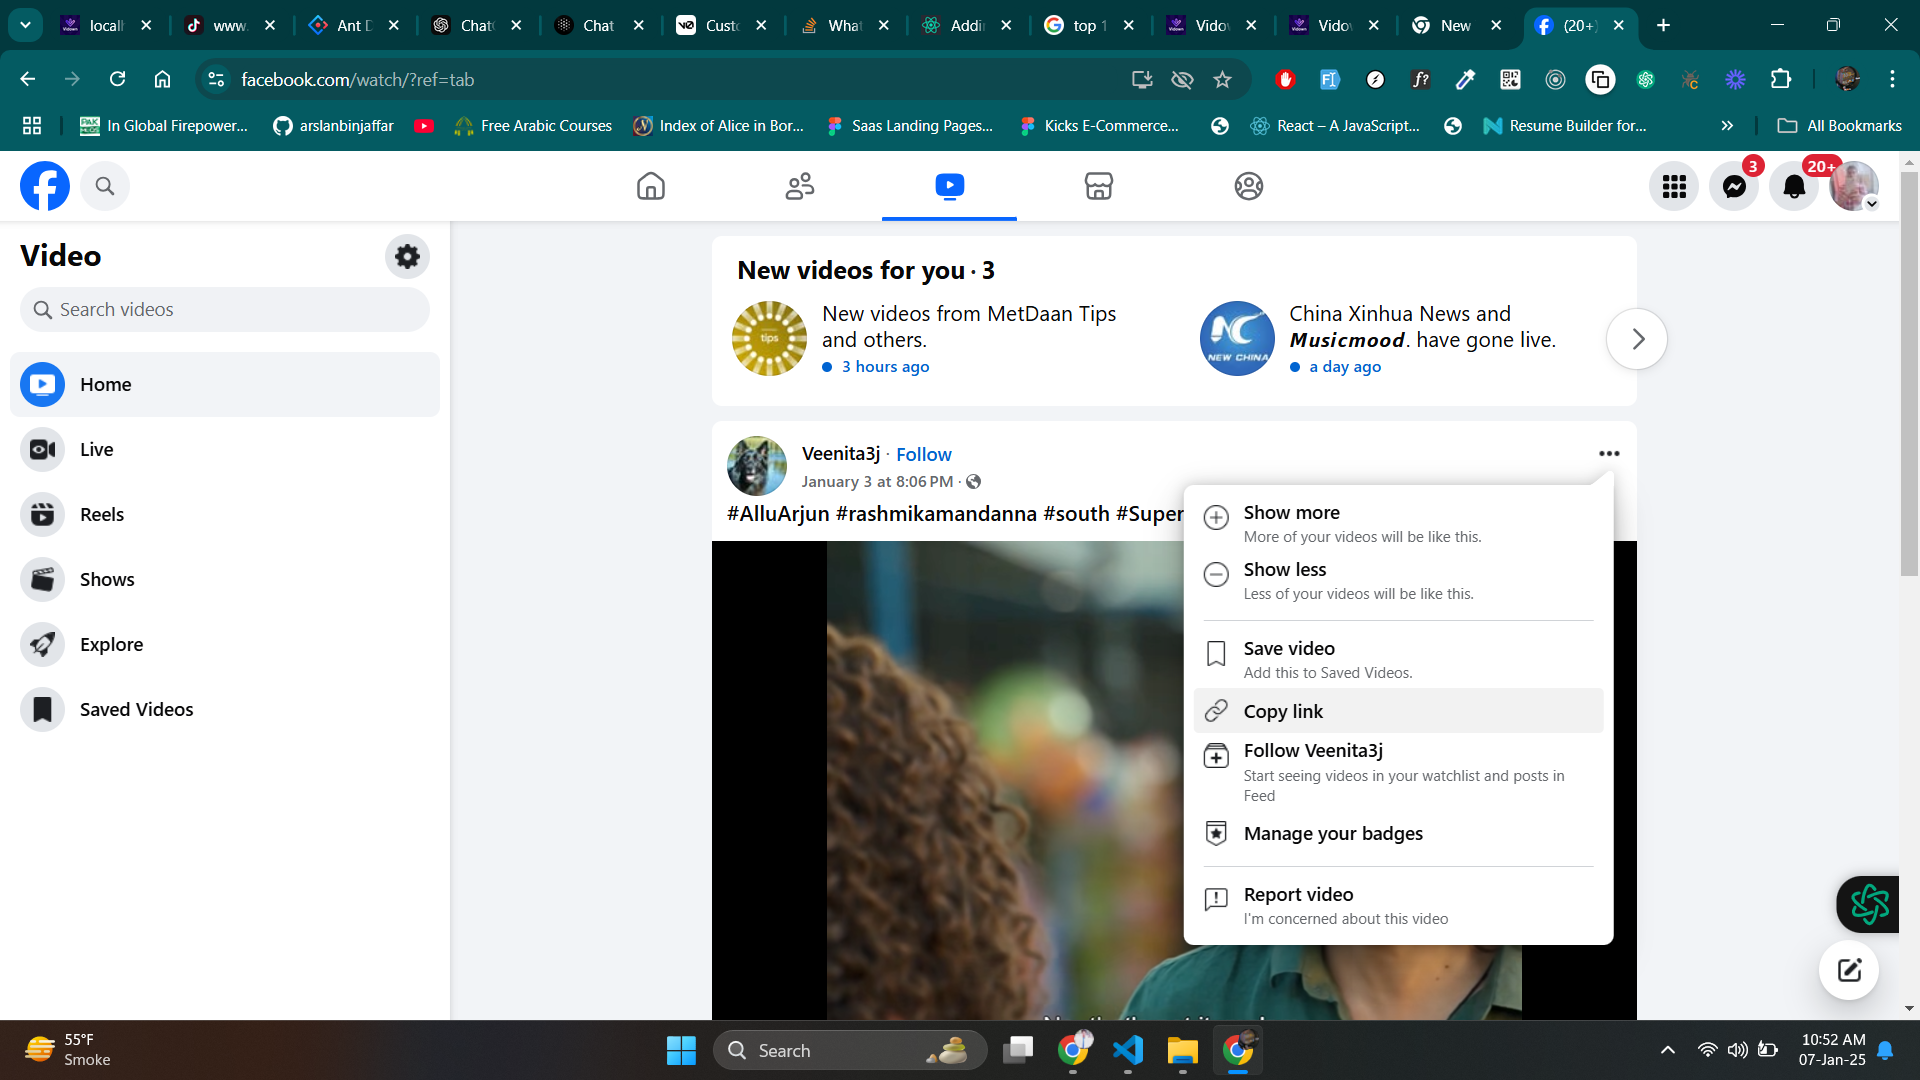 locall
www.
Ant D
ChatG
Chat
Custo
What
Addin
top 1
Vidow
Vidow
New
(20+)
facebook.com/watch/?ref=tab
In Global Firepower...
arslanbinjaffar
Free Arabic Courses
Index of Alice in Bor...
Saas Landing Pages...
Kicks E-Commerce...
React – A JavaScript...
Resume Builder for...
All Bookmarks
3
20+
Video
Search videos
Home
Live
Reels
Shows
Explore
Saved Videos
New videos for you · 3
tips
New videos from MetDaan Tips
and others.
3 hours ago
NEW CHINA
China Xinhua News and
𝙈𝙪𝙨𝙞𝙘𝙢𝙤𝙤𝙙. have gone live.
a day ago
Veenita3j · Follow
January 3 at 8:06 PM ·
#AlluArjun #rashmikamandanna #south #Super
Show more
More of your videos will be like this.
Show less
Less of your videos will be like this.
Save video
Add this to Saved Videos.
Copy link
Follow Veenita3j
Start seeing videos in your watchlist and posts in
Feed
Manage your badges
Report video
I'm concerned about this video
55°F
Smoke
Search
10:52 AM
07-Jan-25